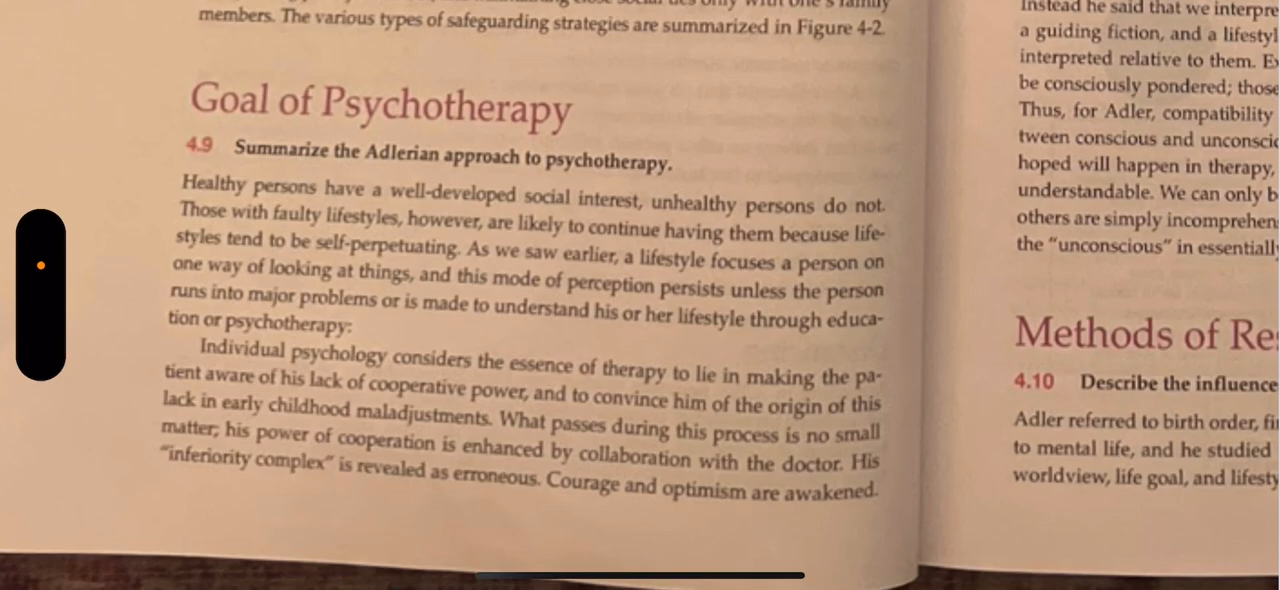 members. The various types of safeguarding strategies are summarized in Figure 4-2.
Goal of Psychotherapy
4.9 Summarize the Adlerian approach to psychotherapy.
Healthy persons have a well-developed social interest, unhealthy persons do not.
Those with faulty lifestyles, however, are likely to continue having them because life-
styles tend to be self-perpetuating. As we saw earlier, a lifestyle focuses a person on
one way of looking at things, and this mode of perception persists unless the person
runs into major problems or is made to understand his or her lifestyle through educa-
tion or psychotherapy:
Individual psychology considers the essence of therapy to lie in making the pa-
tient aware of his lack of cooperative power, and to convince him of the origin of this
lack in early childhood maladjustments. What passes during this process is no small
matter; his power of cooperation is enhanced by collaboration with the doctor. His
“inferiority complex” is revealed as erroneous. Courage and optimism are awakened.
Instead he said that we interpre
a guiding fiction, and a lifestyl
interpreted relative to them. Ex
be consciously pondered; those
Thus, for Adler, compatibility
tween conscious and unconscio
hoped will happen in therapy,
understandable. We can only b
others are simply incomprehen
the “unconscious” in essentially
Methods of Res
4.10 Describe the influence
Adler referred to birth order, fi
to mental life, and he studied
worldview, life goal, and lifesty